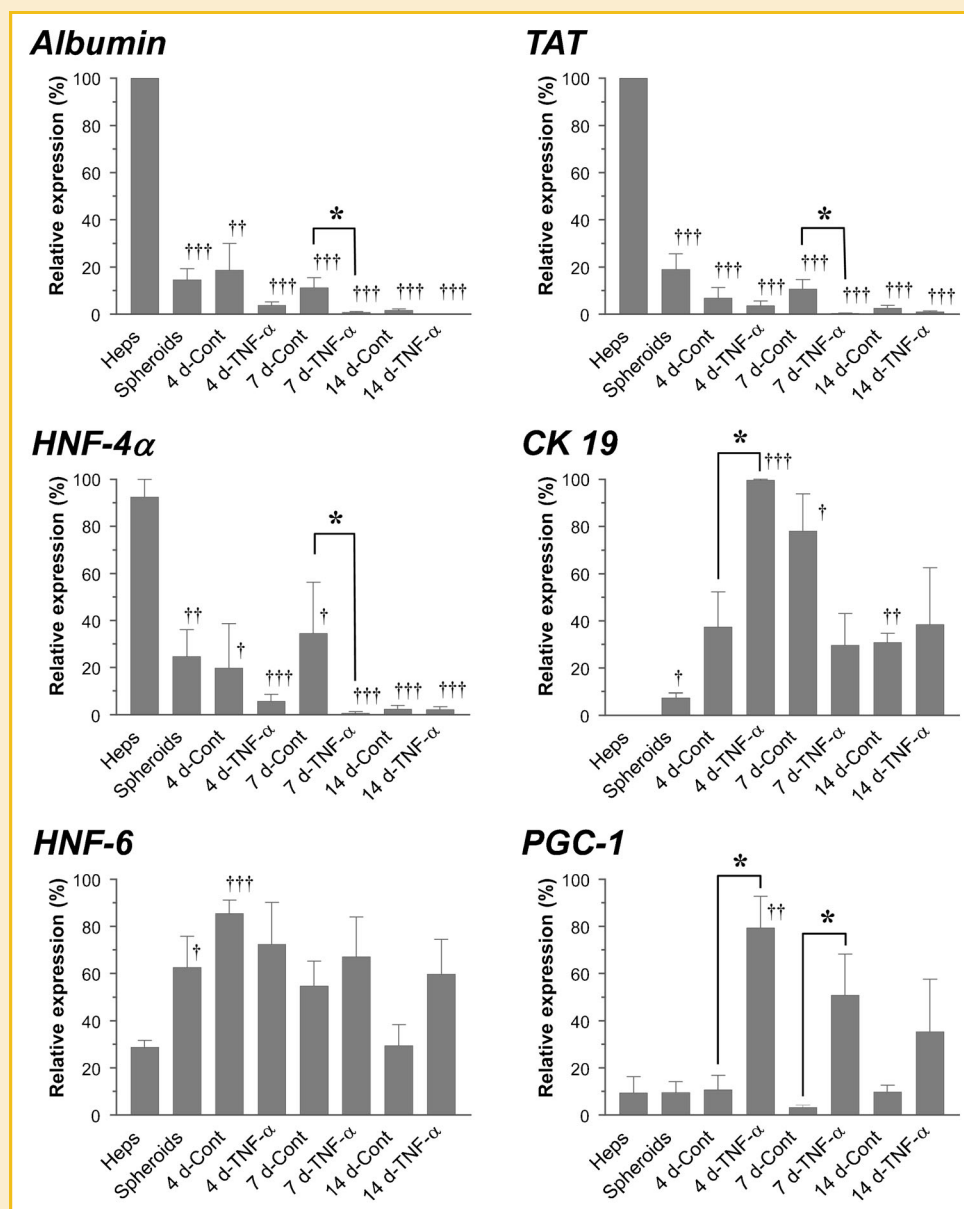 Albumin
Relative expression (%)
100
80
60
40
20
0
†††
††
†††
*
†††
†††
†††
†††
Heps
Spheroids
4 d-Cont
4 d-TNF-α
7 d-Cont
7 d-TNF-α
14 d-Cont
14 d-TNF-α
TAT
Relative expression (%)
100
80
60
40
20
0
†††
†††
†††
*
†††
†††
†††
†††
Heps
Spheroids
4 d-Cont
4 d-TNF-α
7 d-Cont
7 d-TNF-α
14 d-Cont
14 d-TNF-α
HNF-4α
Relative expression (%)
100
80
60
40
20
0
††
†
†††
*
†
†††
†††
†††
Heps
Spheroids
4 d-Cont
4 d-TNF-α
7 d-Cont
7 d-TNF-α
14 d-Cont
14 d-TNF-α
CK 19
Relative expression (%)
100
80
60
40
20
0
†
*
†††
†
††
Heps
Spheroids
4 d-Cont
4 d-TNF-α
7 d-Cont
7 d-TNF-α
14 d-Cont
14 d-TNF-α
HNF-6
Relative expression (%)
100
80
60
40
20
0
†
†††
Heps
Spheroids
4 d-Cont
4 d-TNF-α
7 d-Cont
7 d-TNF-α
14 d-Cont
14 d-TNF-α
PGC-1
Relative expression (%)
100
80
60
40
20
0
*
††
*
Heps
Spheroids
4 d-Cont
4 d-TNF-α
7 d-Cont
7 d-TNF-α
14 d-Cont
14 d-TNF-α